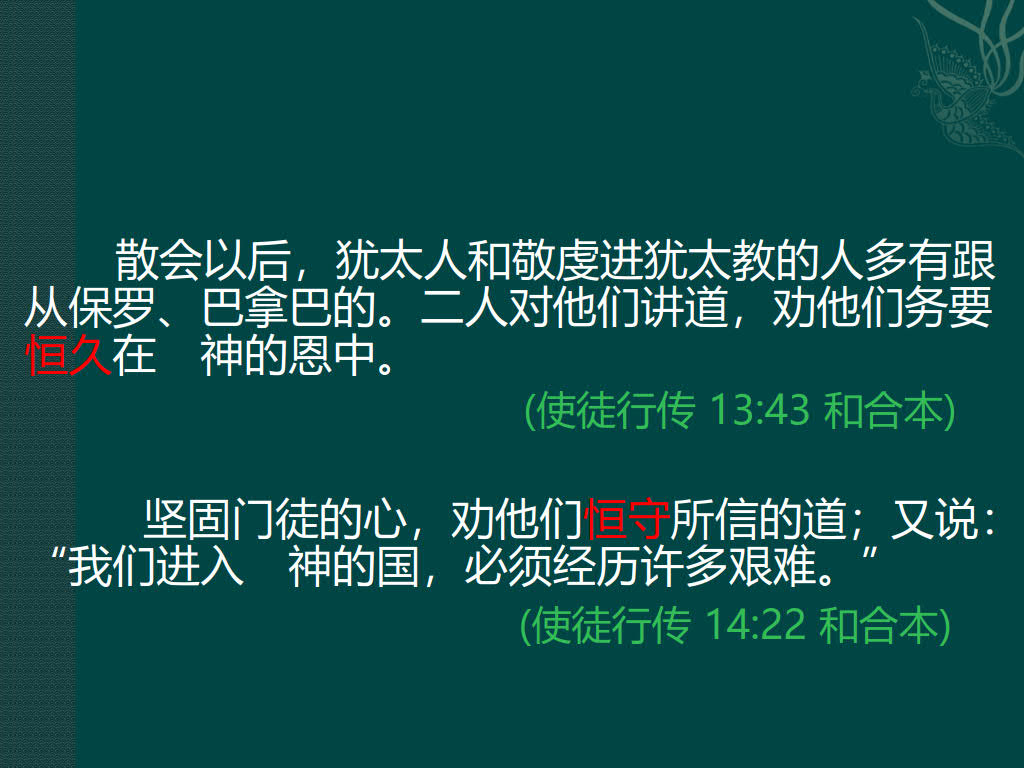 散会以后，犹太人和敬虔进犹太教的人多有跟
从保罗、巴拿巴的。二人对他们讲道，劝他们务要
恒久在　神的恩中。
(使徒行传 13:43 和合本)
坚固门徒的心，劝他们恒守所信的道；又说：
“我们进入　神的国，必须经历许多艰难。”
(使徒行传 14:22 和合本)